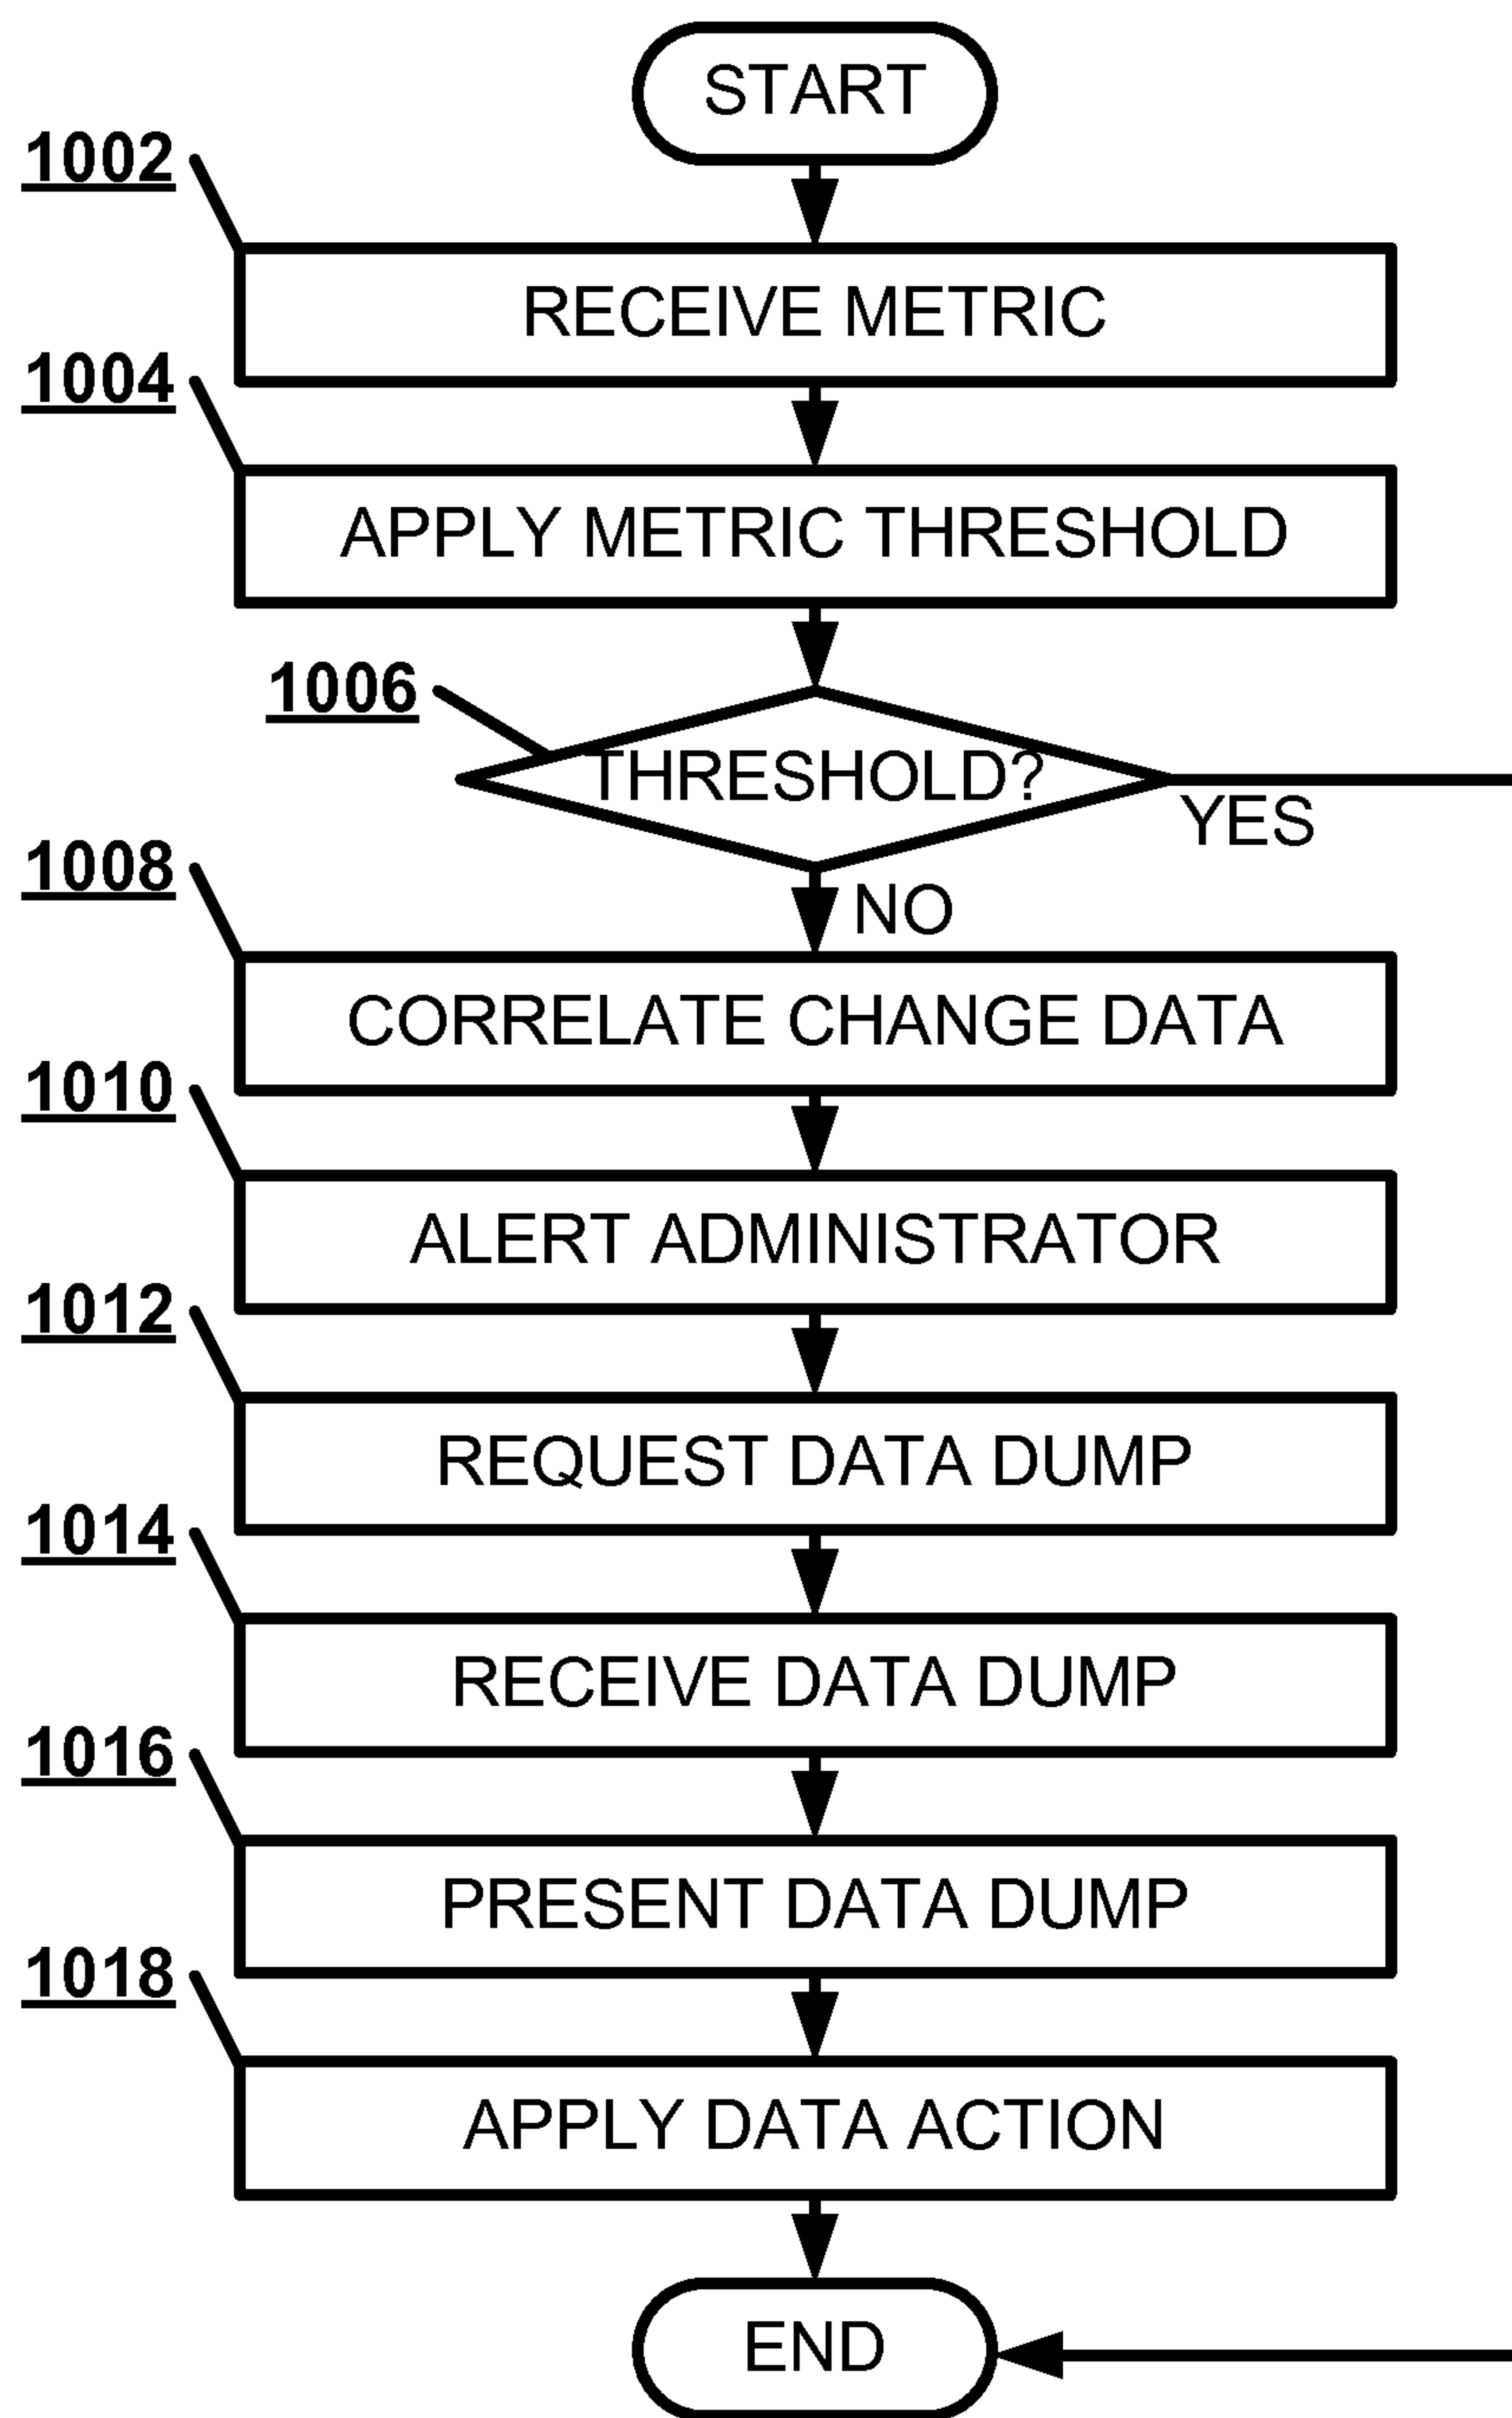 START
1002
RECEIVE METRIC
1004
APPLY METRIC THRESHOLD
1006
THRESHOLD?
YES
NO
1008
CORRELATE CHANGE DATA
1010
ALERT ADMINISTRATOR
1012
REQUEST DATA DUMP
1014
RECEIVE DATA DUMP
1016
PRESENT DATA DUMP
1018
APPLY DATA ACTION
END